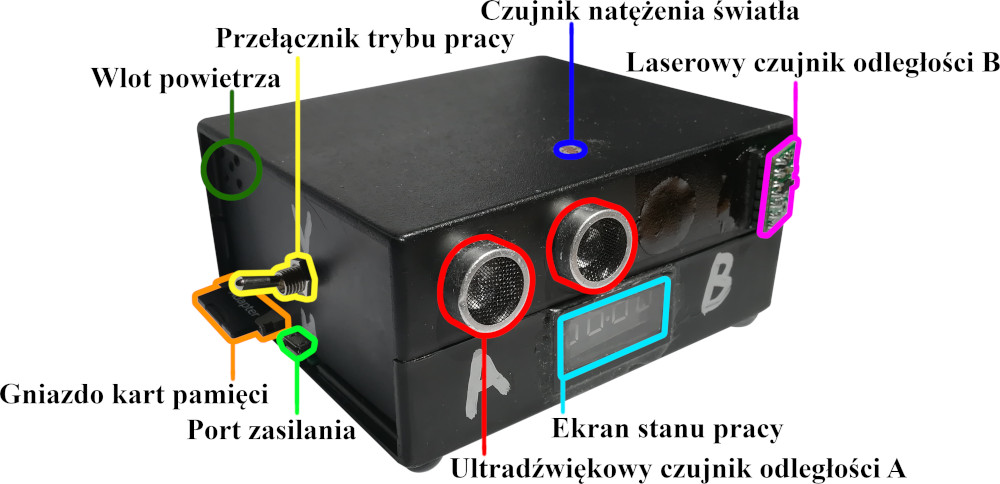 Czujnik natężenia światła
Przełącznik trybu pracy
Laserowy czujnik odległości B
Wlot powietrza
B
A
Gniazdo kart pamięci
Port zasilania
Ekran stanu pracy
Ultradźwiękowy czujnik odległości A